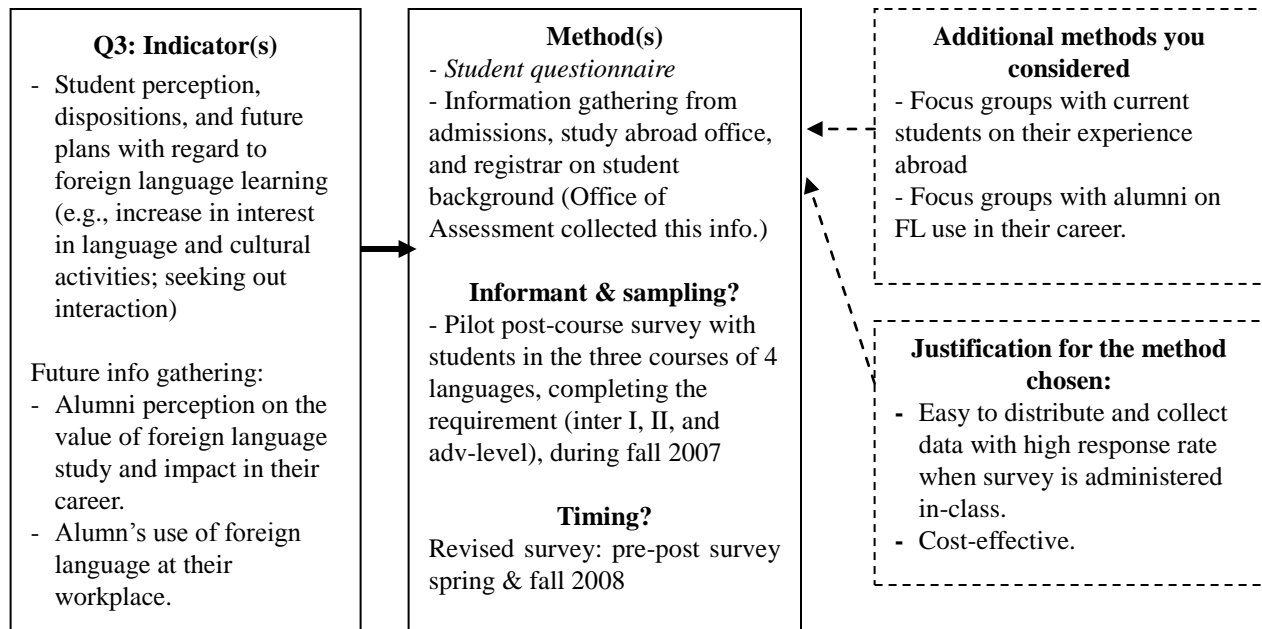 Q3: Indicator(s)
- Student perception,
dispositions, and future
plans with regard to
foreign language learning
(e.g., increase in interest
in language and cultural
activities; seeking out
interaction)
Future info gathering:
- Alumni perception on the
value of foreign language
study and impact in their
career.
- Alumn’s use of foreign
language at their
workplace.
Method(s)
- Student questionnaire
- Information gathering from
admissions, study abroad office,
and registrar on student
background (Office of
Assessment collected this info.)
Informant & sampling?
- Pilot post-course survey with
students in the three courses of 4
languages, completing the
requirement (inter I, II, and
adv-level), during fall 2007
Timing?
Revised survey: pre-post survey
spring & fall 2008
Additional methods you
considered
- Focus groups with current
students on their experience
abroad
- Focus groups with alumni on
FL use in their career.
Justification for the method
chosen:
- Easy to distribute and collect
data with high response rate
when survey is administered
in-class.
- Cost-effective.